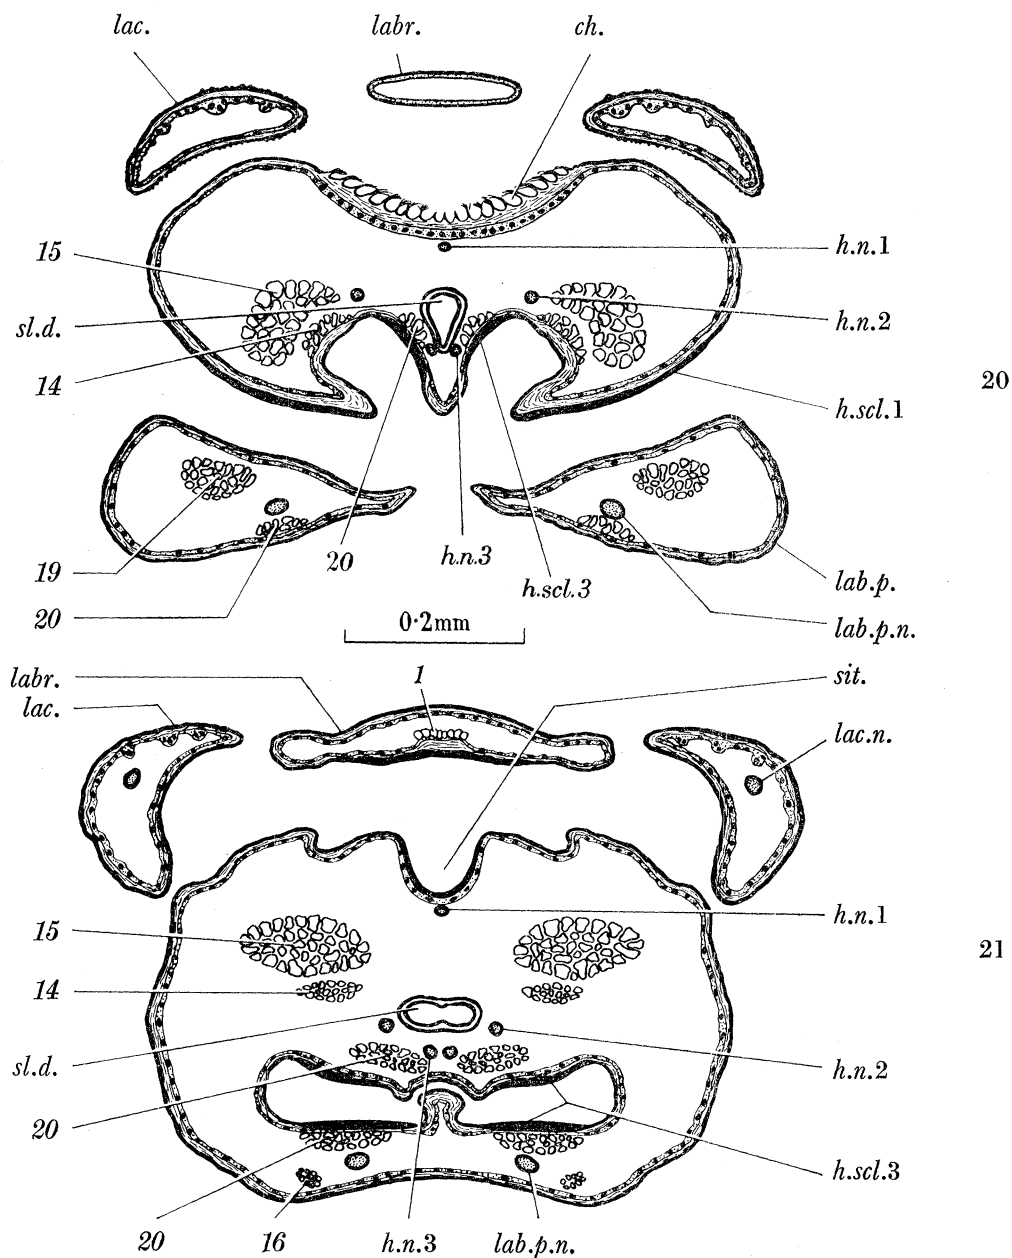 lac.
labr.
ch.
15
h.n.1
sl.d.
h.n.2
14
20
h.scl.1
19
20
h.n.3
h.scl.3
lab.p.
20
lab.p.n.
0·2mm
labr.
1
sit.
lac.
lac.n.
15
h.n.1
21
14
sl.d.
h.n.2
20
h.scl.3
20
16
h.n.3
lab.p.n.